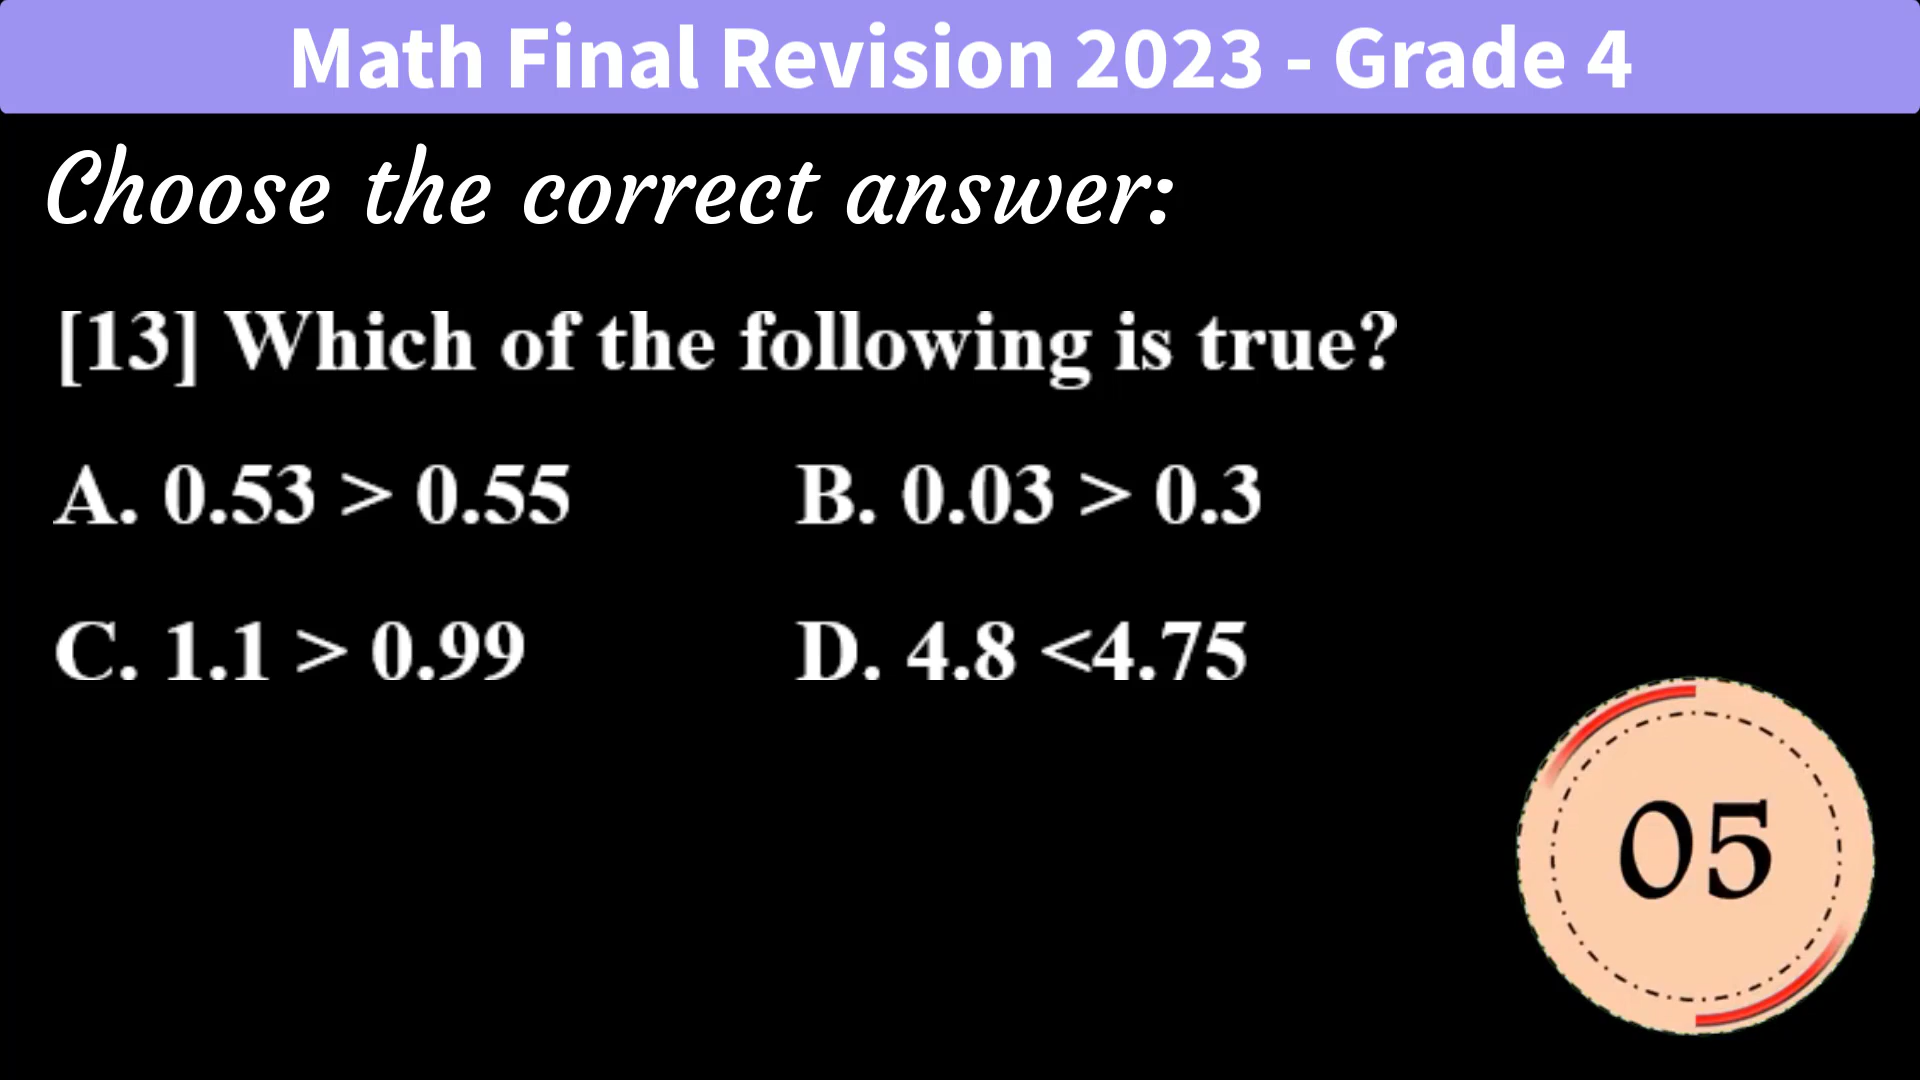 Math Final Revision 2023 - Grade 4
Choose the correct answer:
[13] Which of the following is true?
A. 0.53 > 0.55 B. 0.03 > 0.3
C. 1.1 > 0.99 D. 4.8 <4.75
05